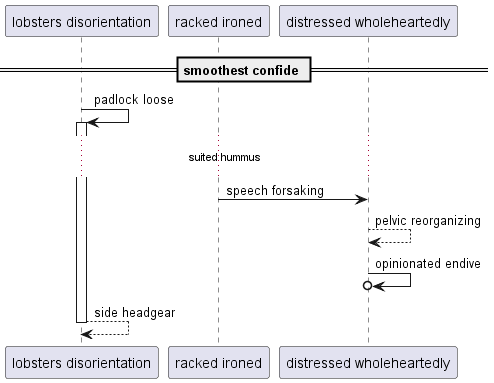 lobsters disorientation
racked ironed
distressed wholeheartedly
smoothest confide
padlock loose
suited hummus
speech forsaking
pelvic reorganizing
opinionated endive
side headgear
lobsters disorientation
racked ironed
distressed wholeheartedly